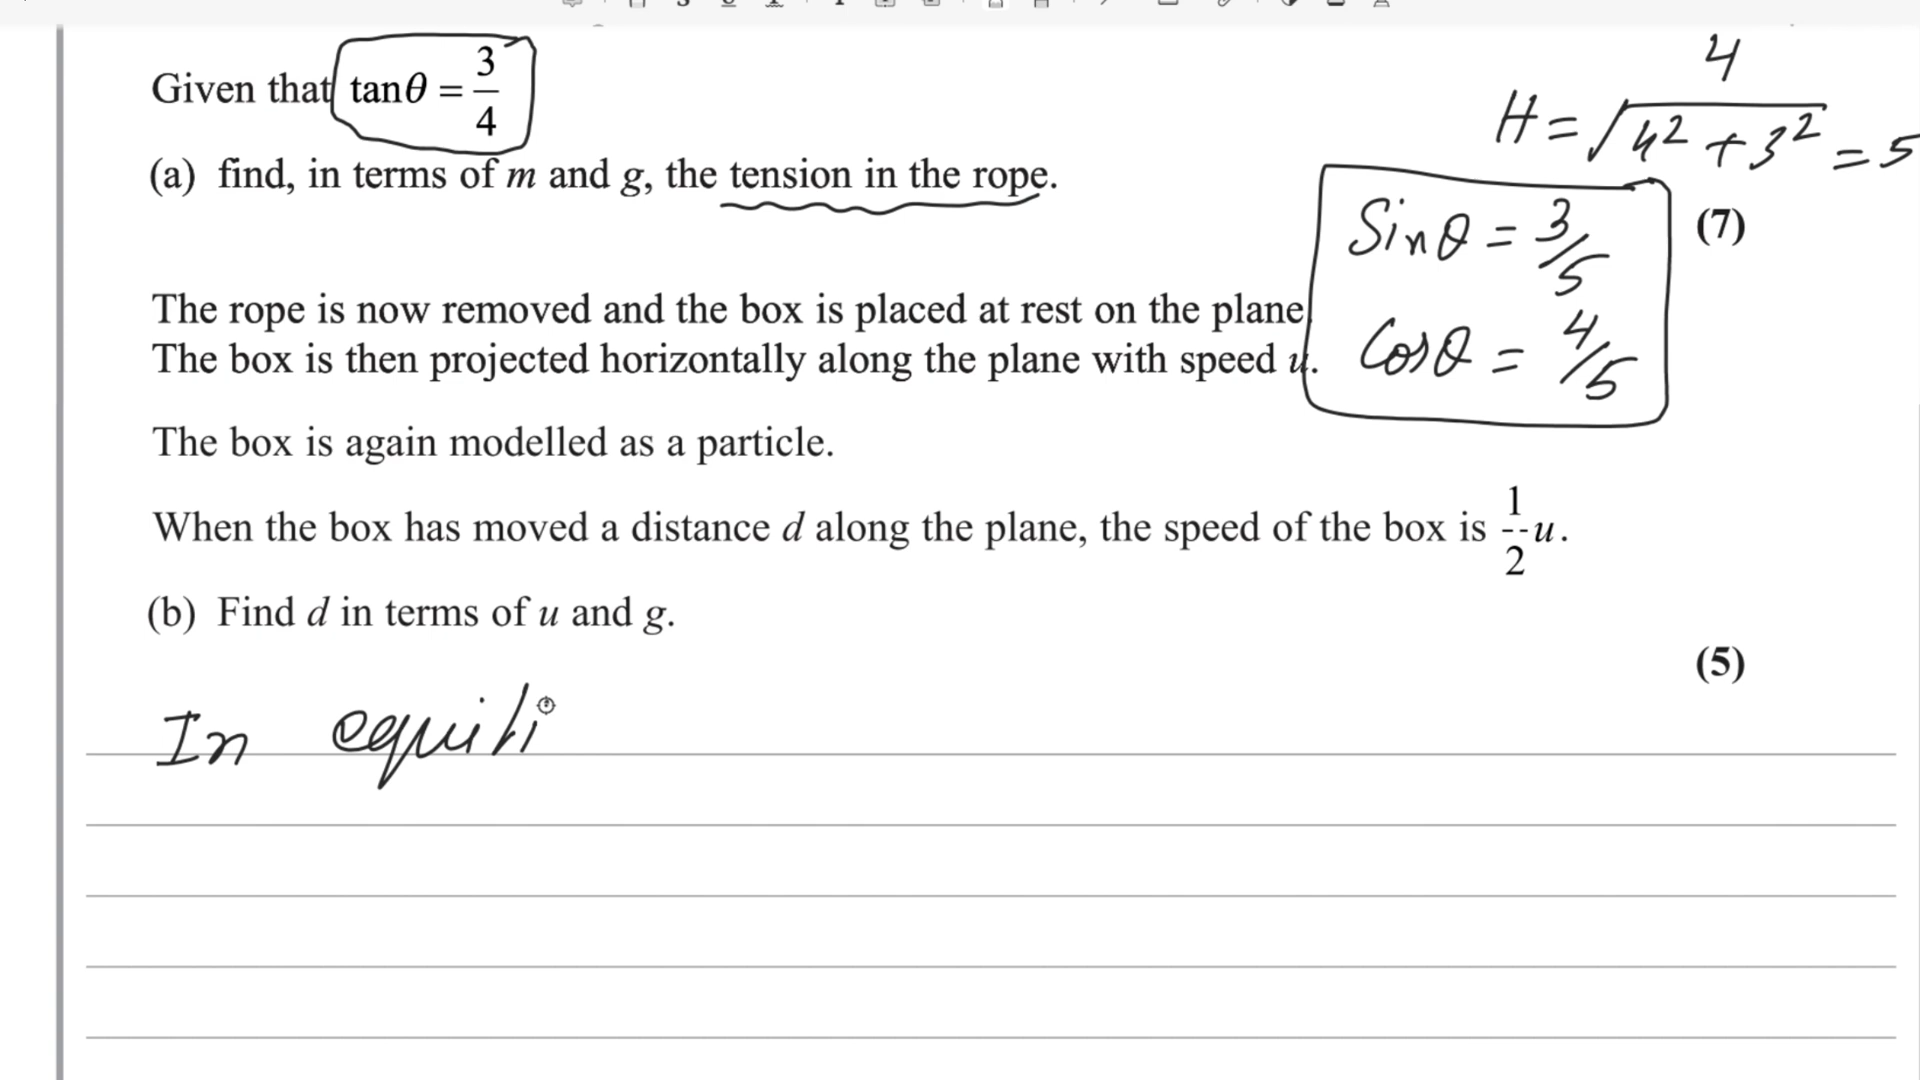 4
Given that tanθ = 3/4
H = √4² + 3² = 5
(a) find, in terms of m and g, the tension in the rope.
Sinθ = 3/5
(7)
The rope is now removed and the box is placed at rest on the plane
The box is then projected horizontally along the plane with speed u.
Cosθ = 4/5
The box is again modelled as a particle.
When the box has moved a distance d along the plane, the speed of the box is 1/2 u.
(b) Find d in terms of u and g.
(5)
In equili